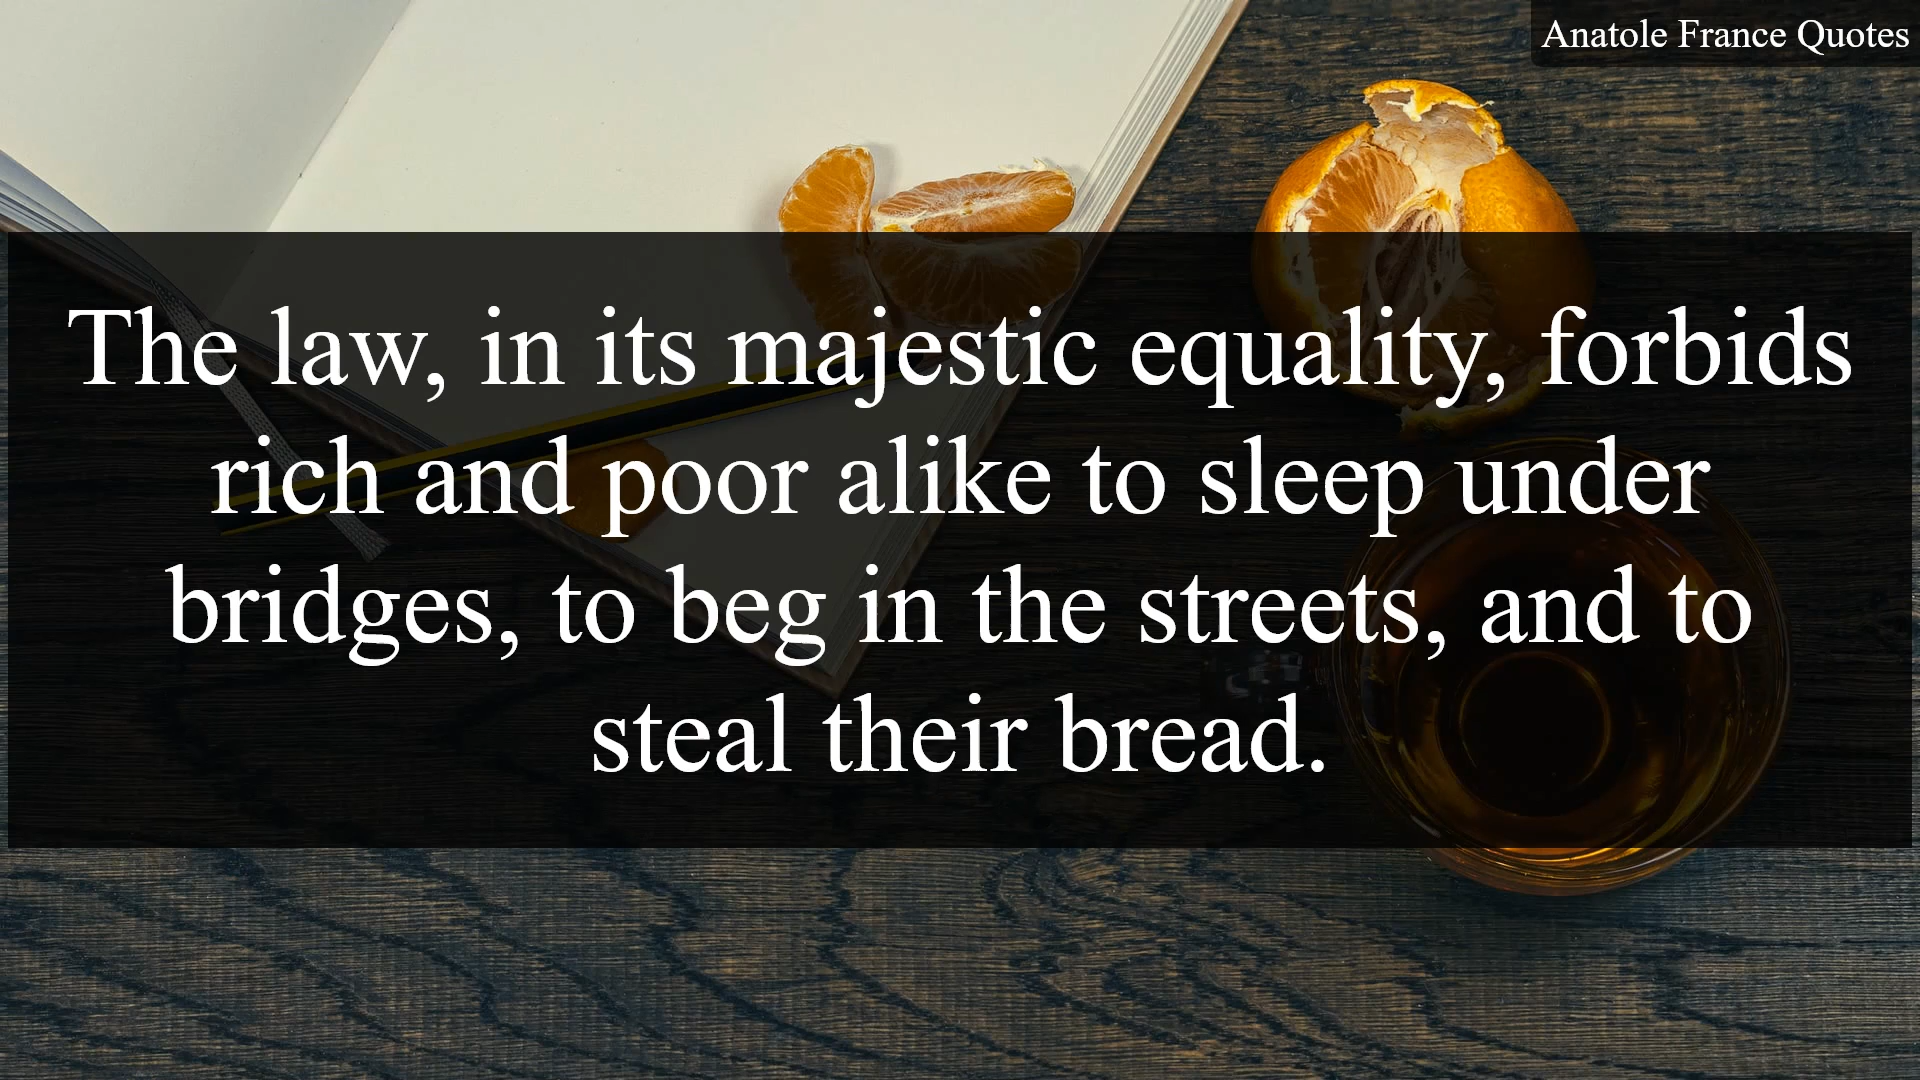 Anatole France Quotes
The law, in its majestic equality, forbids
rich and poor alike to sleep under
bridges, to beg in the streets, and to
steal their bread.